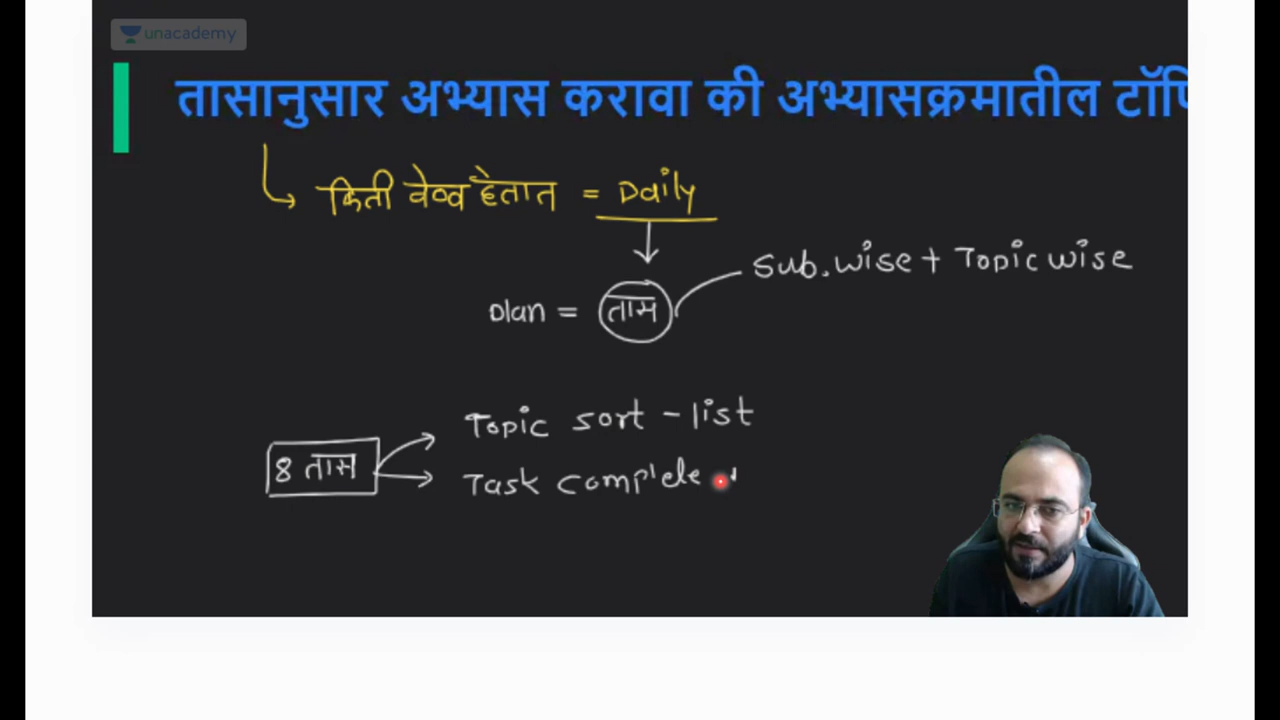 unacademy
तासानुसार अभ्यास करावा की अभ्यासक्रमातील टॉपि
किती वेळ देतात = Daily
Sub.wise + Topic wise
plan = तास
Topic sort - list
8 तास
Task complete